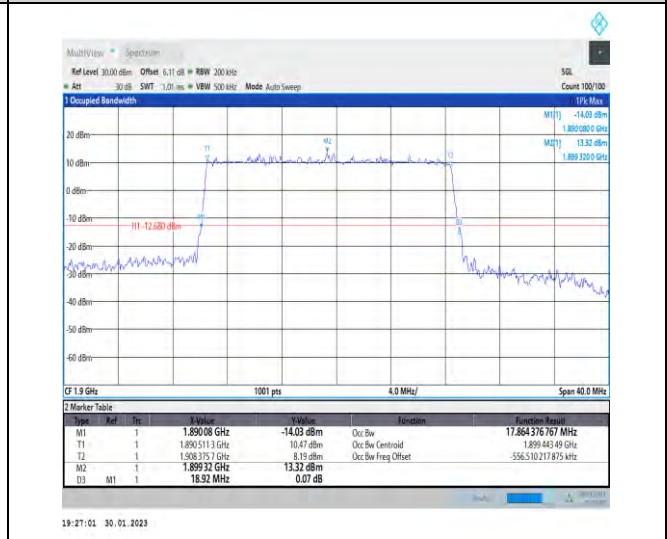 MultiView Spectrum
Ref Level 30.00 dBm Offset 6.11 dB RBW 200 kHz SGL
Att 30 dB SWT 1.01 ms VBW 500 kHz Mode Auto Sweep Count 100/100
1 Occupied Bandwidth 1Pk Max
M1[1] -14.03 dBm
1.890 080 0 GHz
M2[1] 13.32 dBm
1.899 320 0 GHz
20 dBm
T1
M2
T2
10 dBm
0 dBm
-10 dBm
M1
D3
H1 -12.680 dBm
-20 dBm
-30 dBm
-40 dBm
-50 dBm
-60 dBm
CF 1.9 GHz 1001 pts 4.0 MHz/ Span 40.0 MHz
2 Marker Table
Type Ref Trc X-Value Y-Value Function Function Result
M1 1 1.89008 GHz -14.03 dBm Occ Bw 17.864 376 767 MHz
T1 1 1.890 511 3 GHz 10.47 dBm Occ Bw Centroid 1.899 443 49 GHz
T2 1 1.908 375 7 GHz 8.19 dBm Occ Bw Freq Offset -556.510 217 875 kHz
M2 1 1.89932 GHz 13.32 dBm
D3 M1 1 18.92 MHz 0.07 dB
19:27:01 30.01.2023